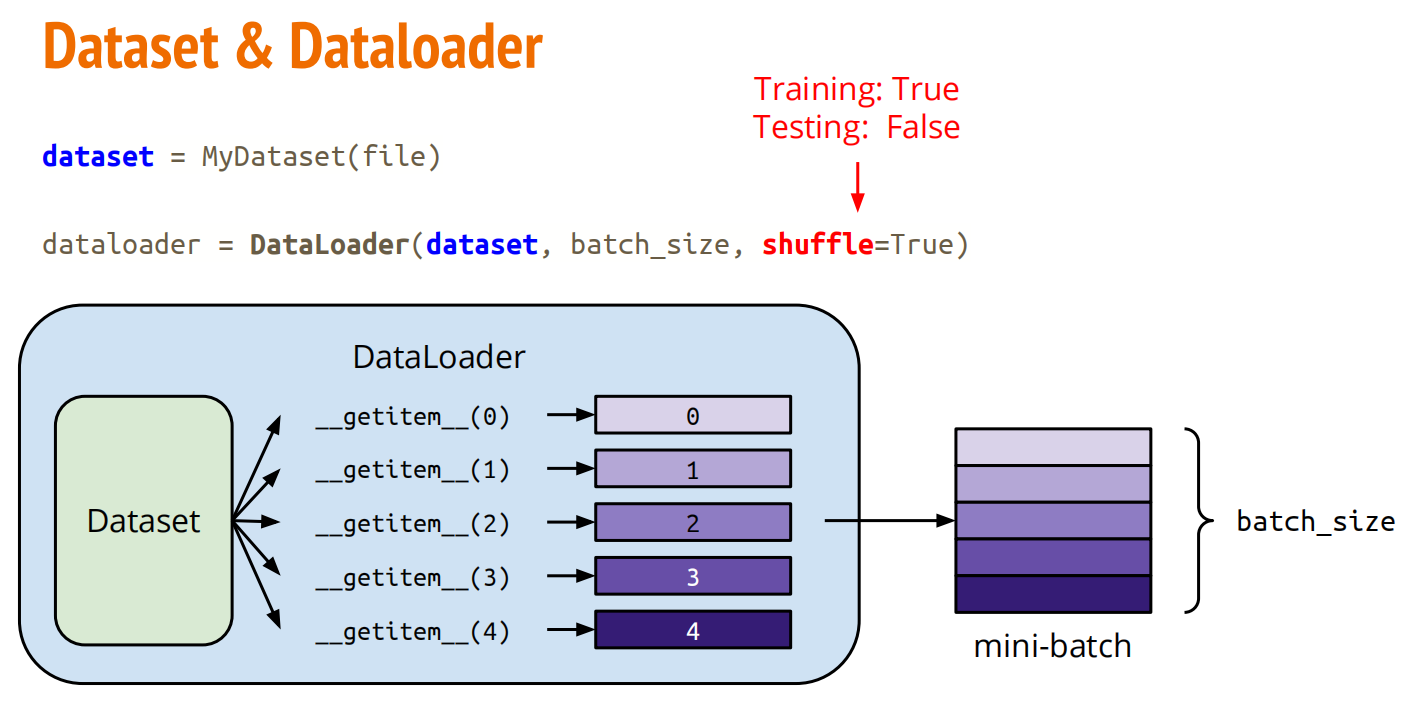 Dataset & Dataloader
Training: True
Testing: False
dataset = MyDataset(file)
dataloader = DataLoader(dataset, batch_size, shuffle=True)
DataLoader
Dataset
__getitem__(0)
0
__getitem__(1)
1
__getitem__(2)
2
__getitem__(3)
3
__getitem__(4)
4
mini-batch
batch_size